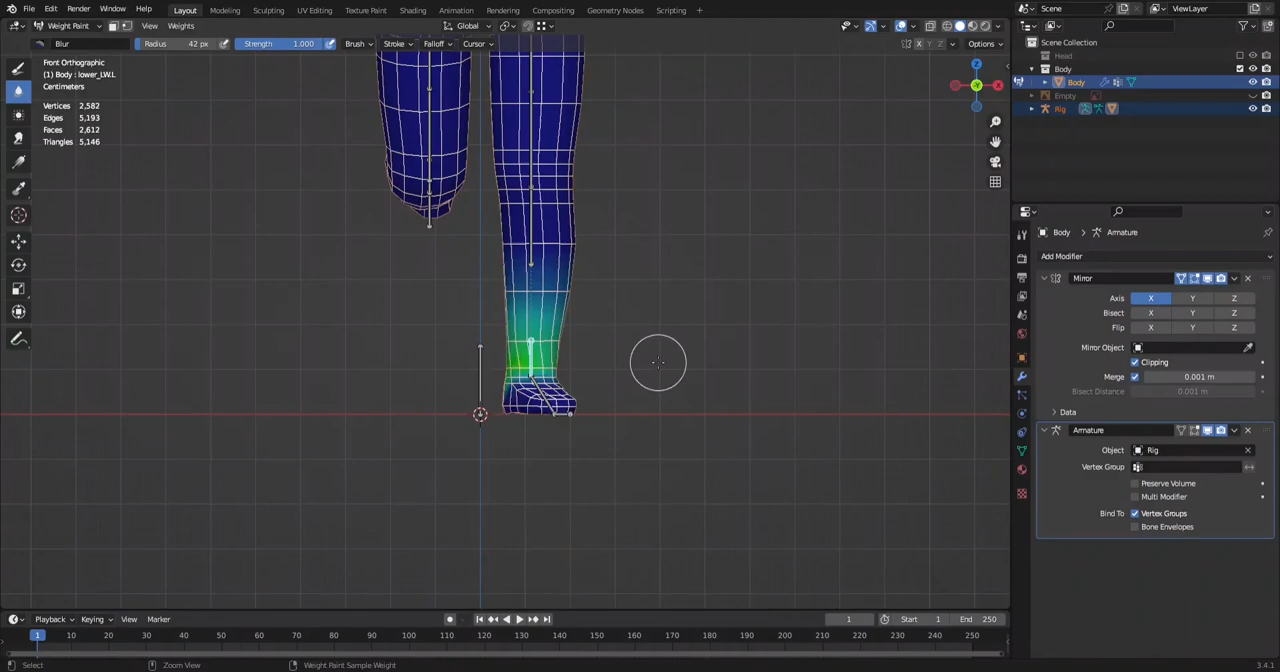 File Edit Render Window Help Layout Modeling Sculpting UV Editing Texture Paint Shading Animation Rendering Compositing Geometry Nodes Scripting + Scene ViewLayer
Weight Paint View Weights Global
Blur Radius 42 px Strength 1.000 Brush Stroke Falloff Cursor X Y Z Options
Front Orthographic
(1) Body : lower_LW.L
Centimeters
Vertices 2,582
Edges 5,193
Faces 2,612
Triangles 5,146
Y X Z
Scene Collection
Head
Body
Body
Empty
Rig
Body > Armature
Add Modifier
Mirror
Axis X Y Z
Bisect X Y Z
Flip X Y Z
Mirror Object
Clipping
Merge 0.001 m
Bisect Distance 0.001 m
> Data
Armature
Object Rig
Vertex Group
Preserve Volume
Multi Modifier
Bind To Vertex Groups
Bone Envelopes
Playback Keying View Marker 1 Start 1 End 250
1 10 20 30 40 50 60 70 80 90 100 110 120 130 140 150 160 170 180 190 200 210 220 230 240 250
Select Zoom View Weight Paint Sample Weight 3.4.1